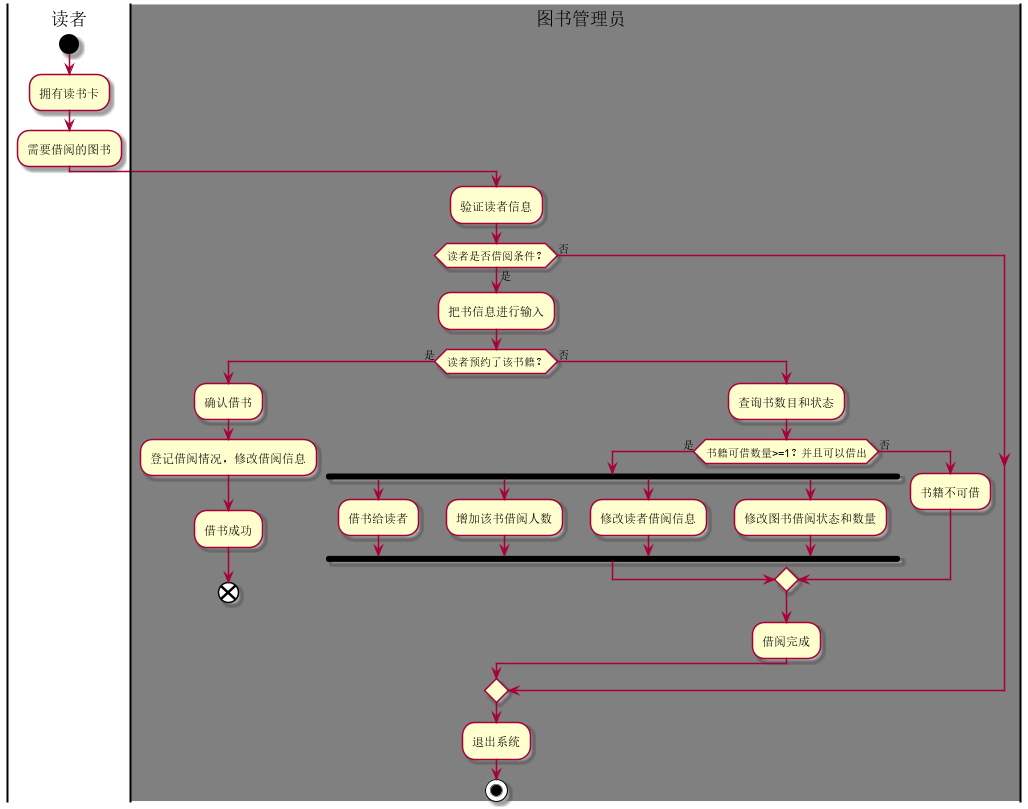 读者
图书管理员
拥有读书卡
需要借阅的图书
验证读者信息
读者是否借阅条件?
否
是
把书信息进行输入
是
读者预约了该书籍?
否
确认借书
查询书数目和状态
登记借阅情况，修改借阅信息
是
书籍可借数量>=1？并且可以借出
否
书籍不可借
借书给读者
增加该书借阅人数
修改读者借阅信息
修改图书借阅状态和数量
借书成功
借阅完成
退出系统